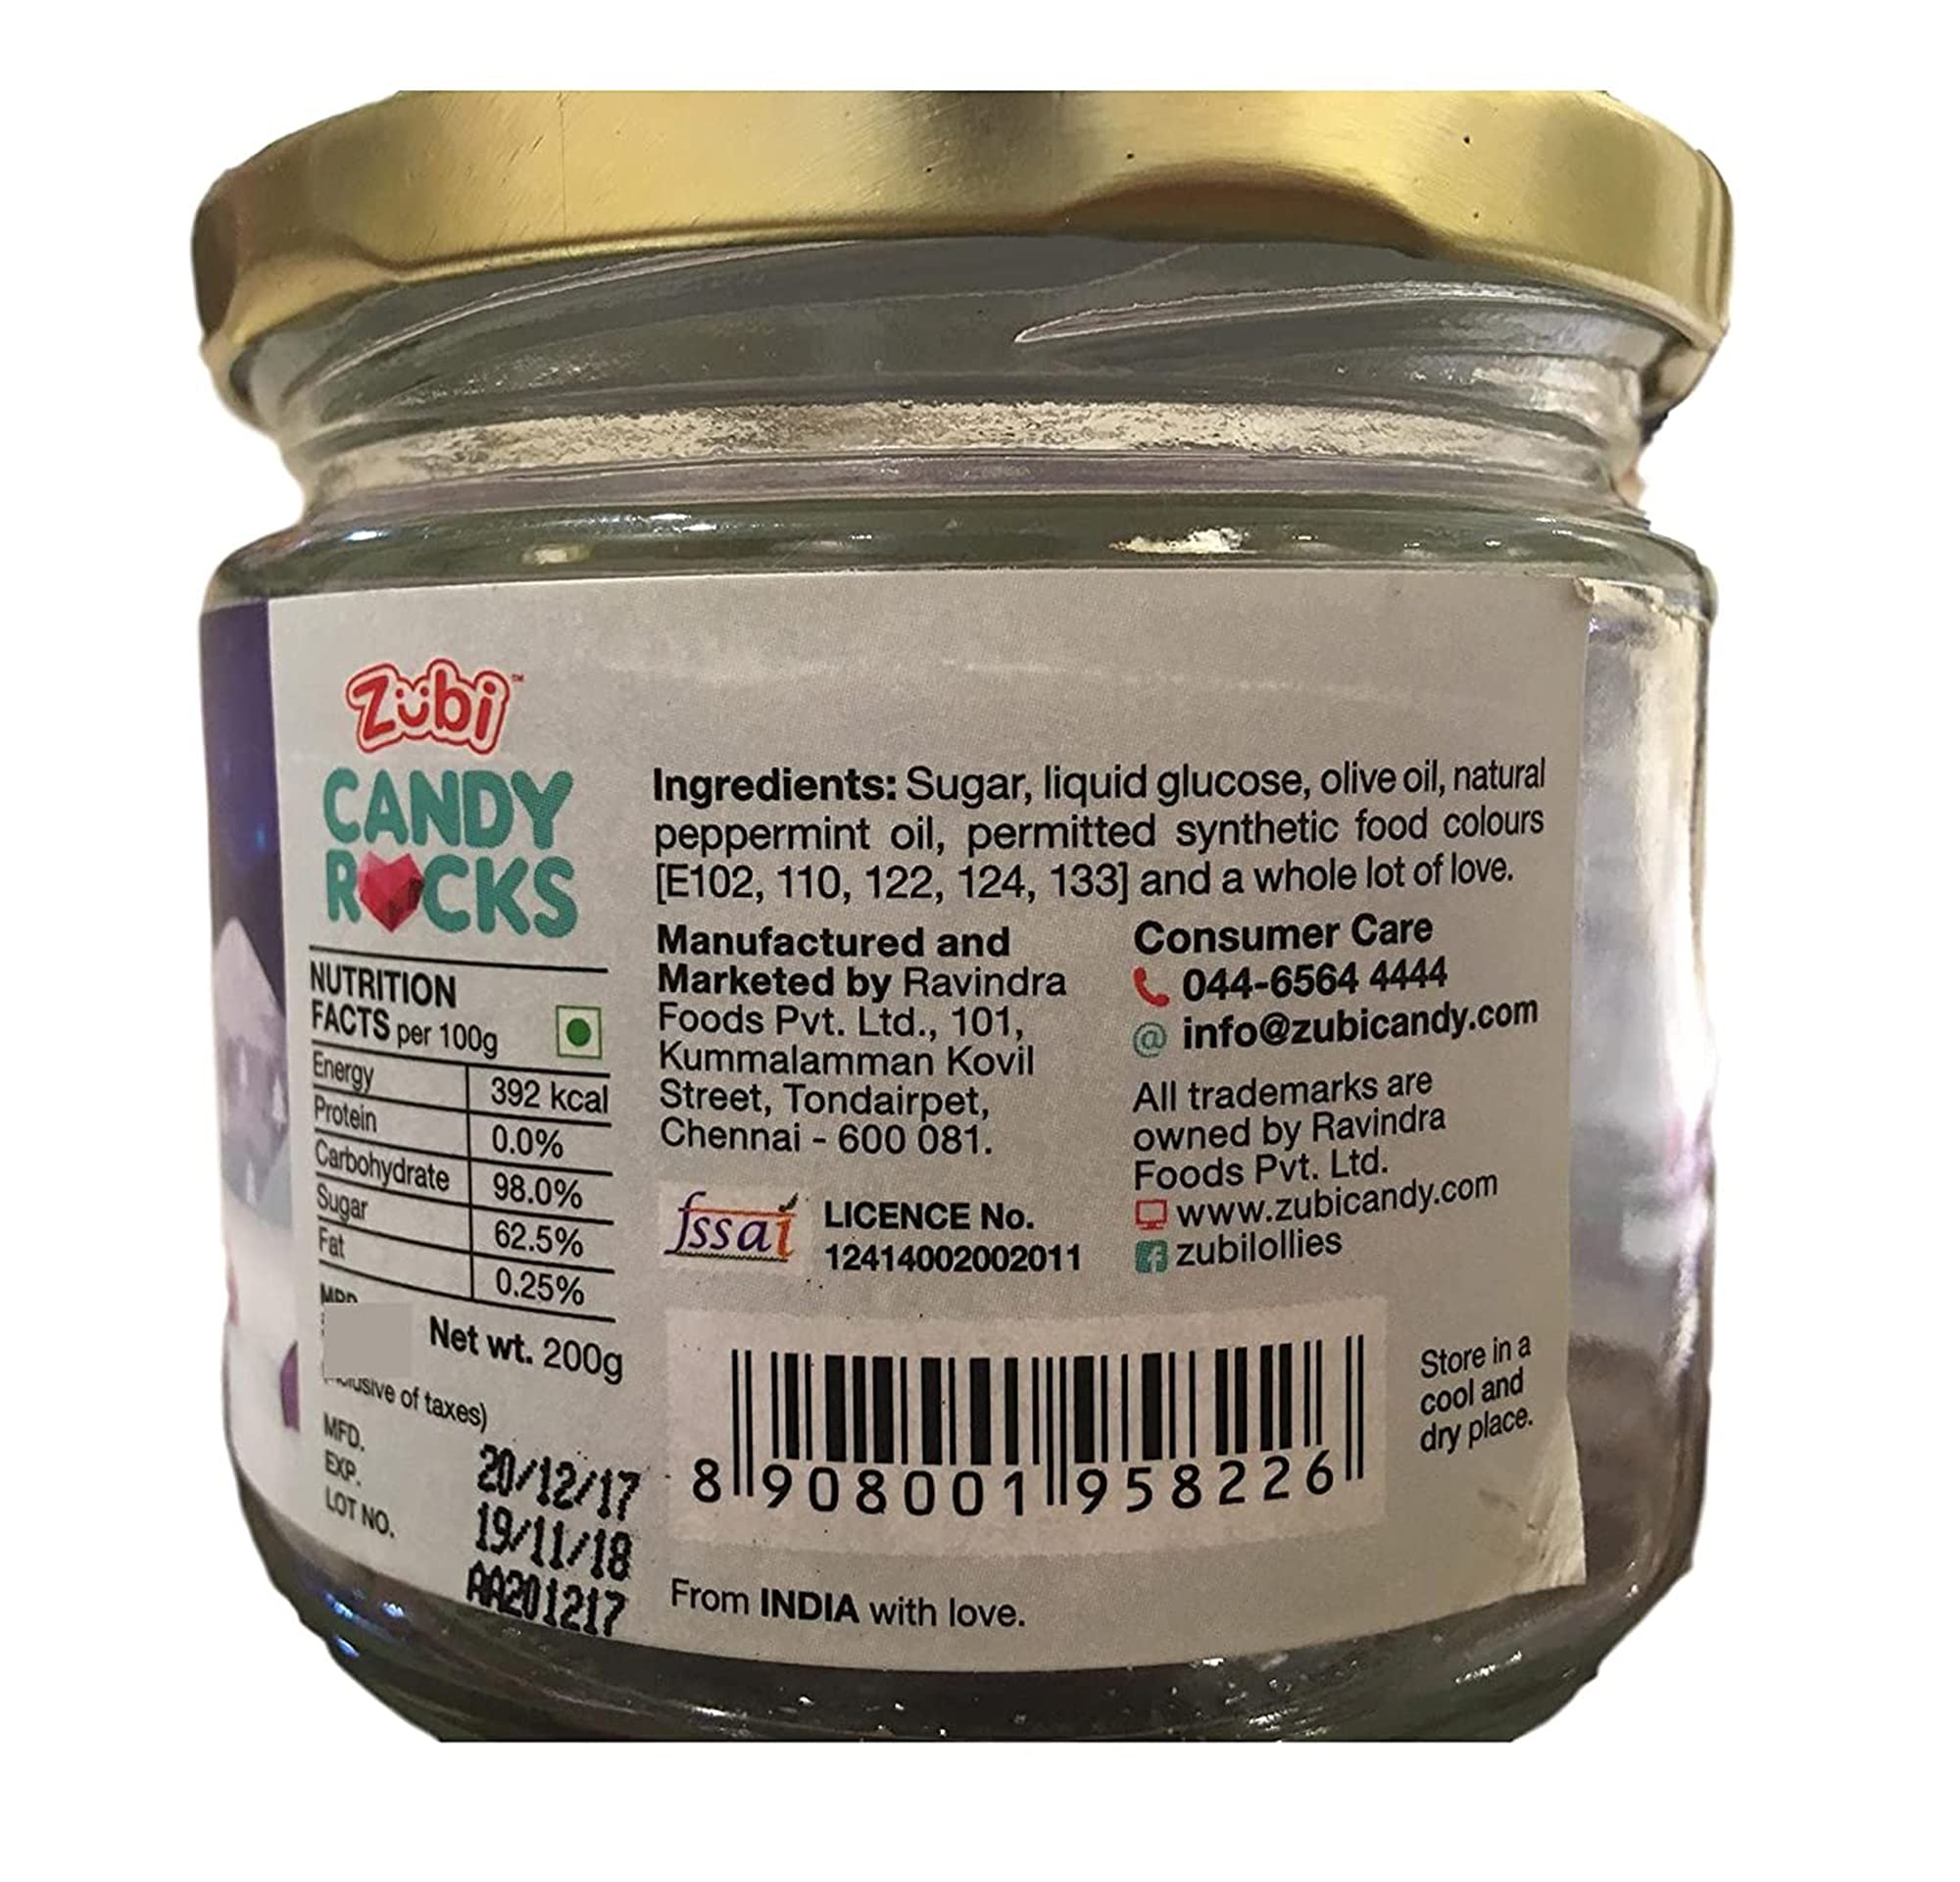 Zubi™
CANDY
ROCKS
NUTRITION
FACTS per 100g
Energy 392 kcal
Protein 0.0%
Carbohydrate 98.0%
Sugar 62.5%
Fat 0.25%
Net wt. 200g
of taxes)
MFD. 20/12/17
EXP. 19/11/18
LOT NO. AA201217
Ingredients: Sugar, liquid glucose, olive oil, natural
peppermint oil, permitted synthetic food colours
[E102, 110, 122, 124, 133] and a whole lot of love.
Manufactured and
Marketed by Ravindra
Foods Pvt. Ltd., 101,
Kummalamman Kovil
Street, Tondairpet,
Chennai - 600 081.
fssai
LICENCE No.
12414002002011
Consumer Care
044-6564 4444
@ info@zubicandy.com
All trademarks are
owned by Ravindra
Foods Pvt. Ltd.
www.zubicandy.com
f zubilollies
8 908001 958226
Store in a
cool and
dry place.
From INDIA with love.